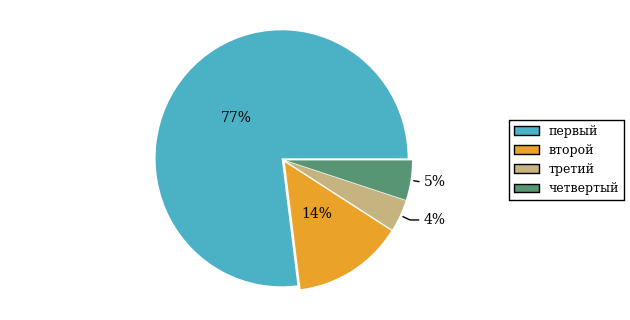 77%
14%
5%
4%
первый
второй
третий
четвертый